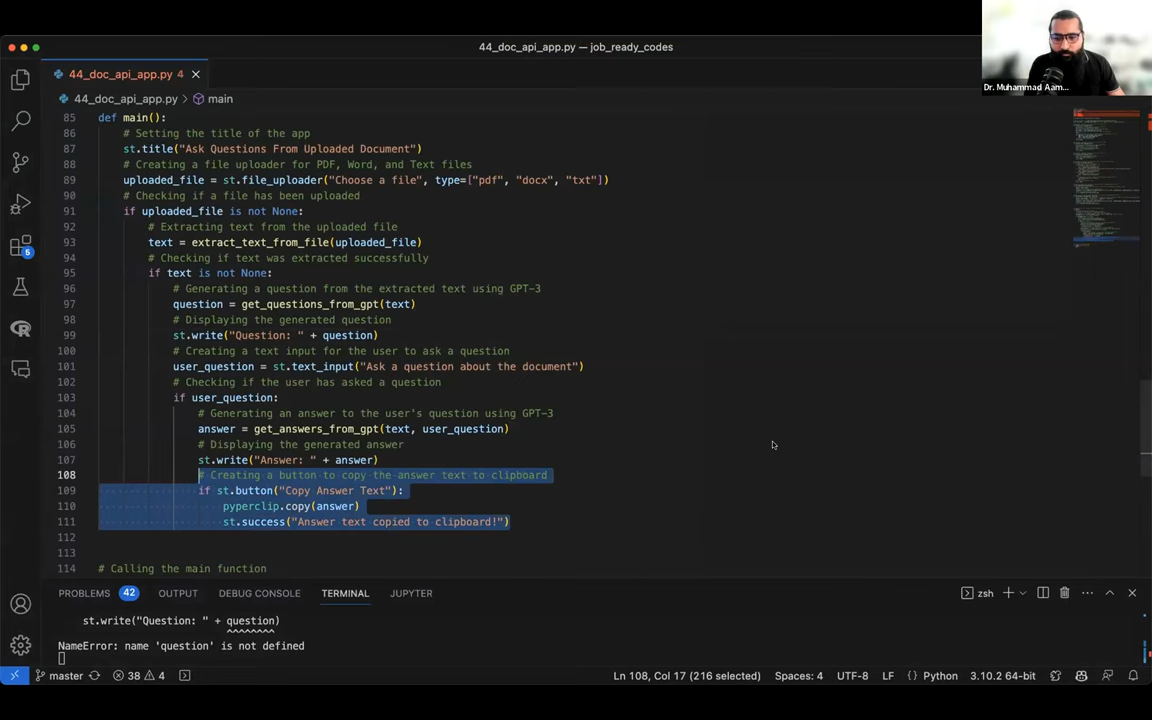 44_doc_api_app.py — job_ready_codes
Dr. Muhammad Aam...
44_doc_api_app.py 4
44_doc_api_app.py > main
85 def main():
86 # Setting the title of the app
87 st.title("Ask Questions From Uploaded Document")
88 # Creating a file uploader for PDF, Word, and Text files
89 uploaded_file = st.file_uploader("Choose a file", type=["pdf", "docx", "txt"])
90 # Checking if a file has been uploaded
91 if uploaded_file is not None:
92 # Extracting text from the uploaded file
93 text = extract_text_from_file(uploaded_file)
94 # Checking if text was extracted successfully
95 if text is not None:
96 # Generating a question from the extracted text using GPT-3
97 question = get_questions_from_gpt(text)
98 # Displaying the generated question
99 st.write("Question: " + question)
100 # Creating a text input for the user to ask a question
101 user_question = st.text_input("Ask a question about the document")
102 # Checking if the user has asked a question
103 if user_question:
104 # Generating an answer to the user's question using GPT-3
105 answer = get_answers_from_gpt(text, user_question)
106 # Displaying the generated answer
107 st.write("Answer: " + answer)
108 # Creating a button to copy the answer text to clipboard
109 if st.button("Copy Answer Text"):
110 pyperclip.copy(answer)
111 st.success("Answer text copied to clipboard!")
112
113
114 # Calling the main function
5
PROBLEMS 42 OUTPUT DEBUG CONSOLE TERMINAL JUPYTER zsh
st.write("Question: " + question)
^^^^^^^^
NameError: name 'question' is not defined
master 38 4 Ln 108, Col 17 (216 selected) Spaces: 4 UTF-8 LF Python 3.10.2 64-bit